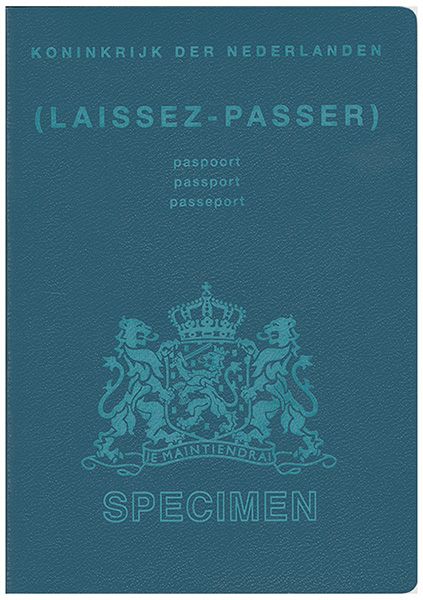 KONINKRIJK DER NEDERLANDEN
(LAISSEZ-PASSER)
paspoort
passport
passeport
JE MAINTIENDRAI
SPECIMEN